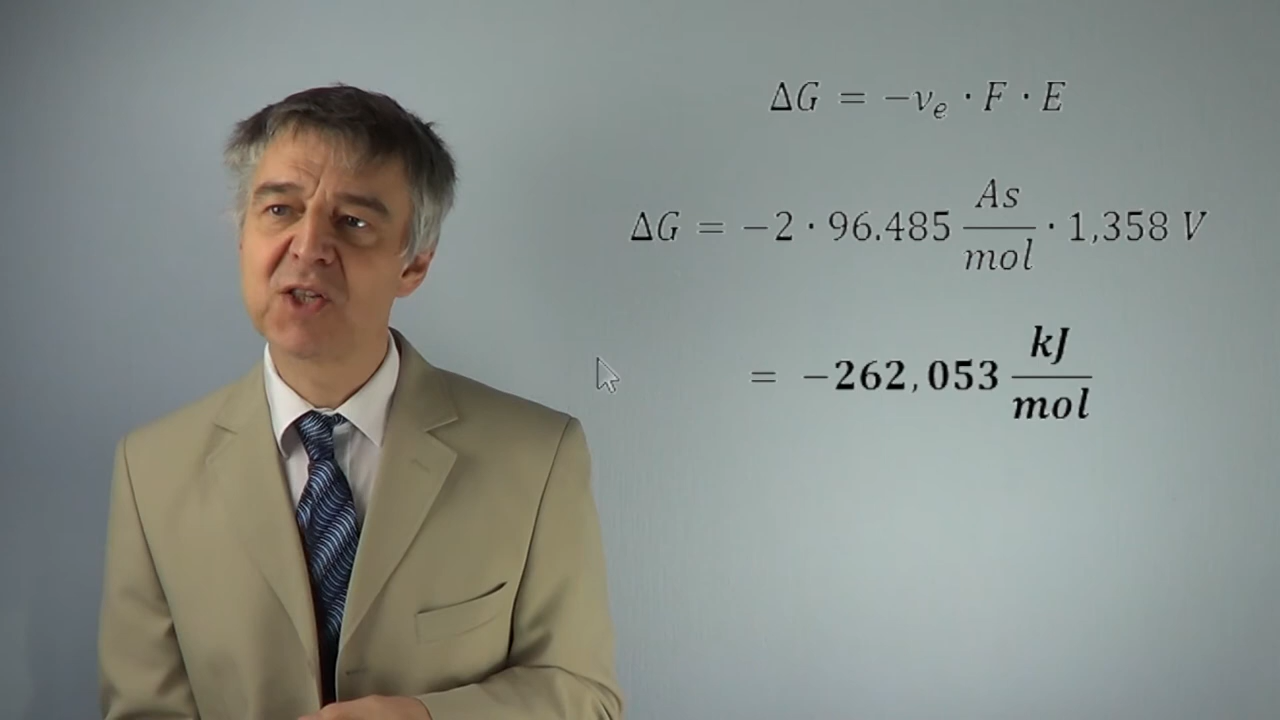 ΔG = −ν_e · F · E
ΔG = −2 · 96.485 As/mol · 1,358 V
= −262,053 kJ/mol